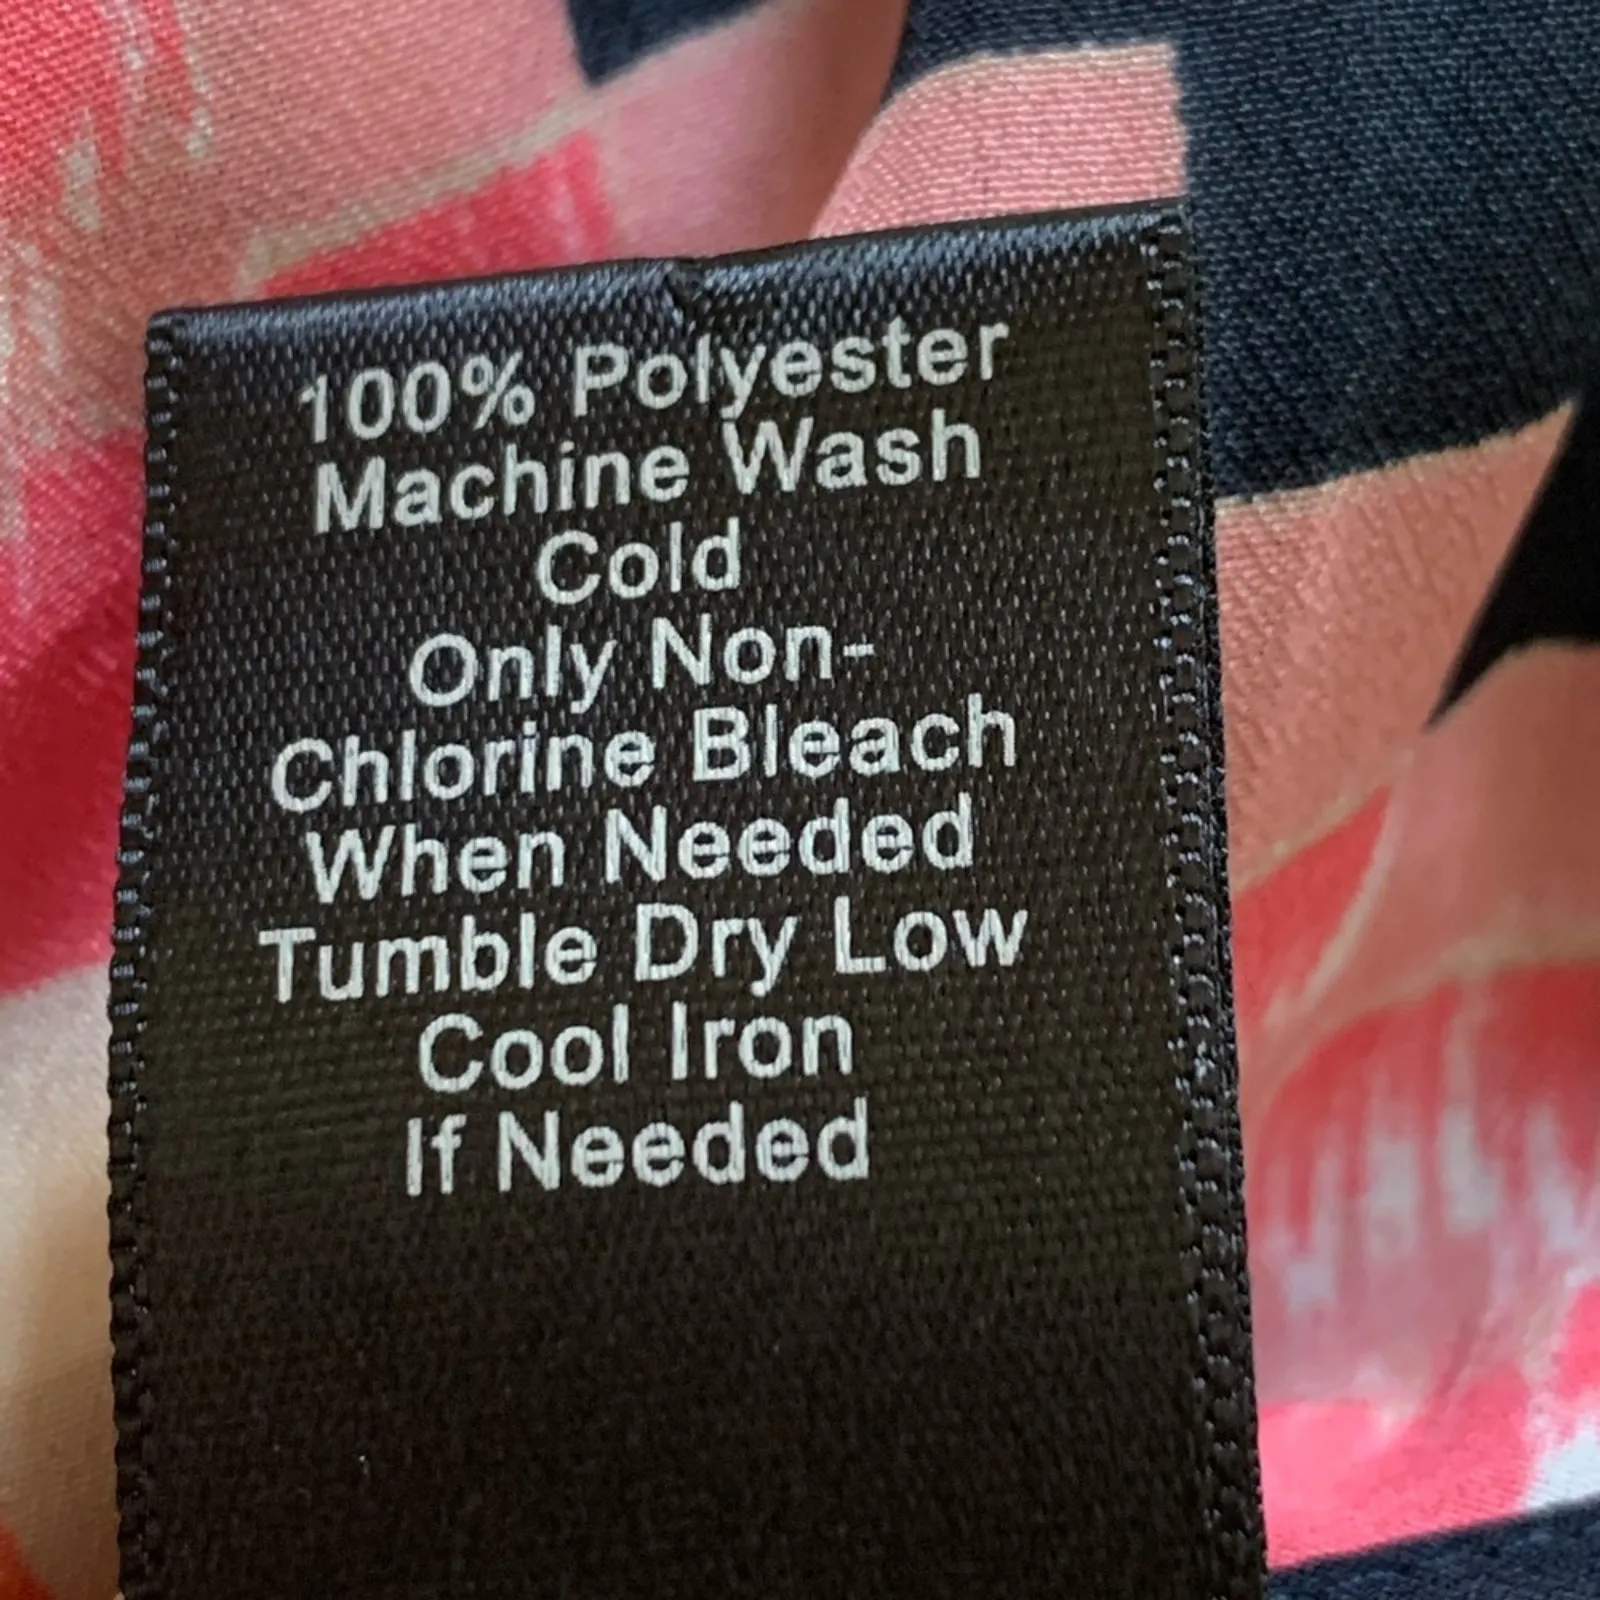 100% Polyester
Machine Wash
Cold
Only Non-
Chlorine Bleach
When Needed
Tumble Dry Low
Cool Iron
If Needed